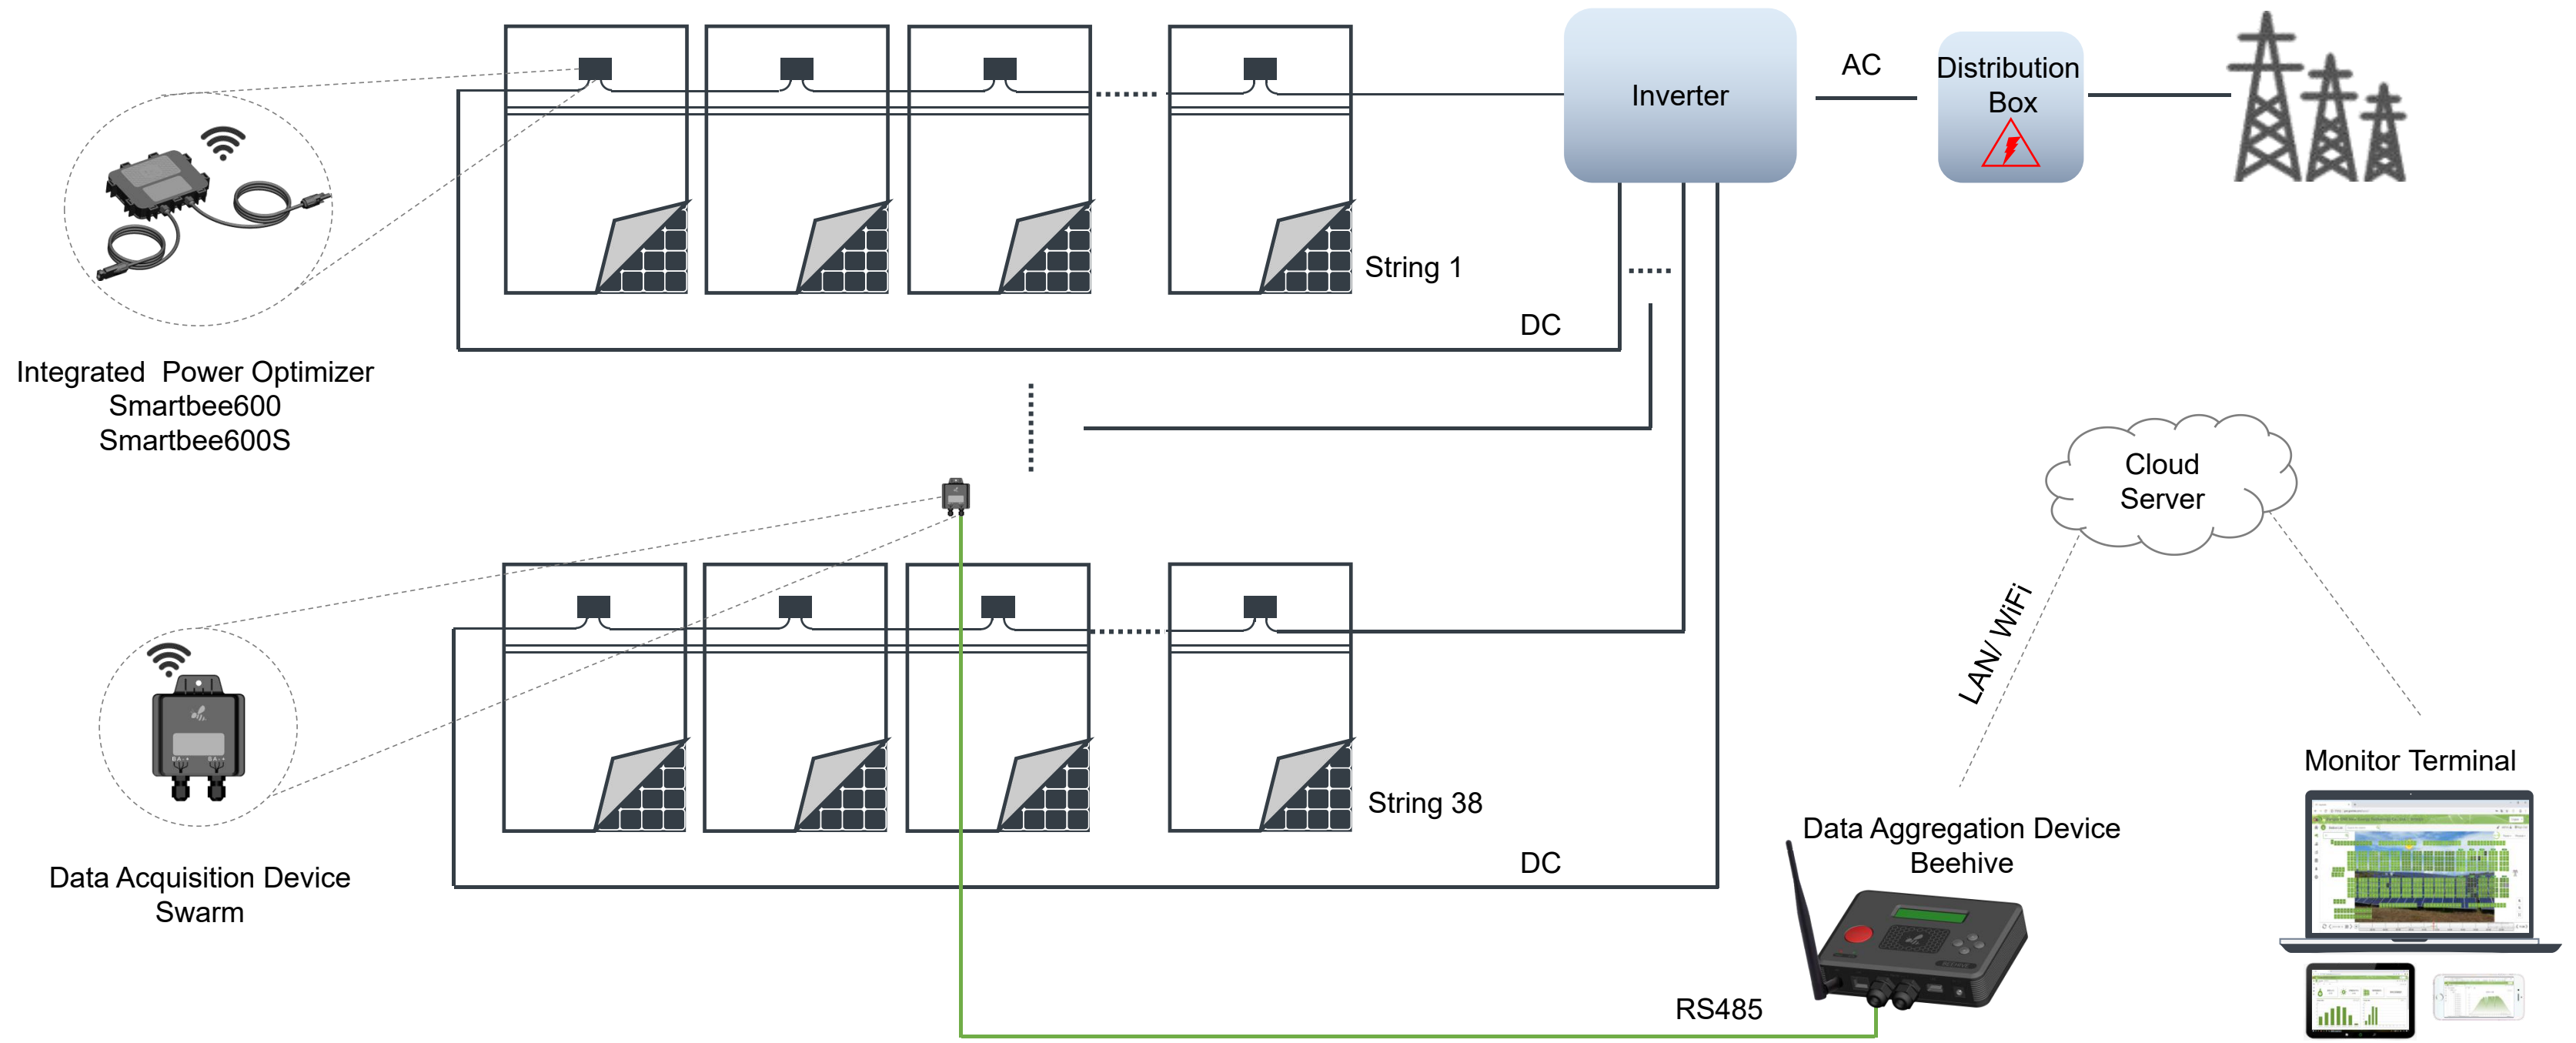 Inverter
AC
Distribution
Box
String 1
DC
Integrated  Power Optimizer
Smartbee600
Smartbee600S
Cloud
Server
LAN/ WiFi
String 38
DC
Data Acquisition Device
Swarm
Monitor Terminal
Data Aggregation Device
Beehive
RS485
B A - +
B A - +